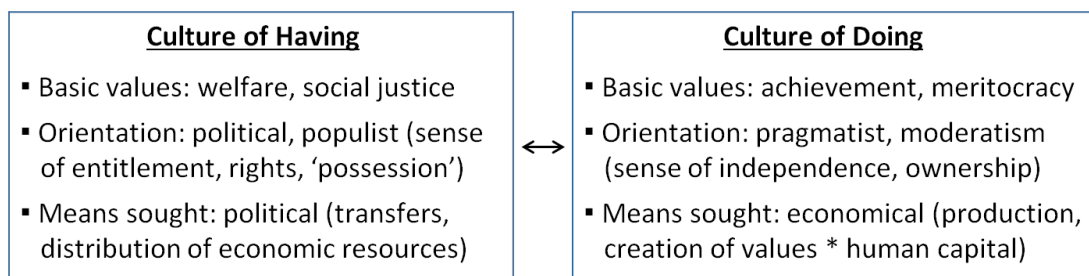 Culture of Having
▪ Basic values: welfare, social justice
▪ Orientation: political, populist (sense
of entitlement, rights, ‘possession’)
▪ Means sought: political (transfers,
distribution of economic resources)
Culture of Doing
▪ Basic values: achievement, meritocracy
▪ Orientation: pragmatist, moderatism
(sense of independence, ownership)
▪ Means sought: economical (production,
creation of values * human capital)